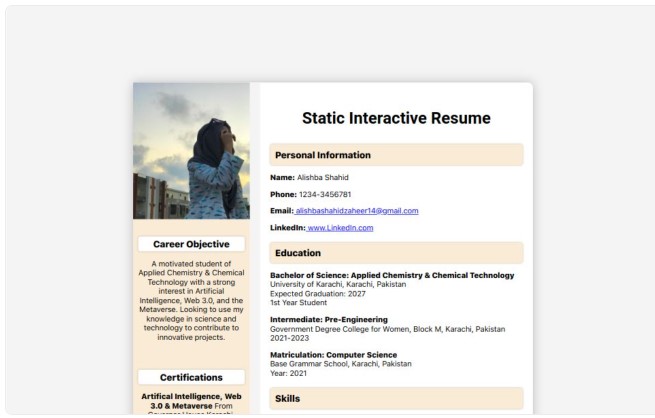 Static Interactive Resume
Personal Information
Name: Alishba Shahid
Phone: 1234-3456781
Email: alishbashahidzaheer14@gmail.com
LinkedIn: www.LinkedIn.com
Education
Bachelor of Science: Applied Chemistry & Chemical Technology
University of Karachi, Karachi, Pakistan
Expected Graduation: 2027
1st Year Student
Intermediate: Pre-Engineering
Government Degree College for Women, Block M, Karachi, Pakistan
2021-2023
Matriculation: Computer Science
Base Grammar School, Karachi, Pakistan
Year: 2021
Skills
Career Objective
A motivated student of
Applied Chemistry & Chemical
Technology with a strong
interest in Artificial
Intelligence, Web 3.0, and the
Metaverse. Looking to use my
knowledge in science and
technology to contribute to
innovative projects.
Certifications
Artifical Intelligence, Web
3.0 & Metaverse From